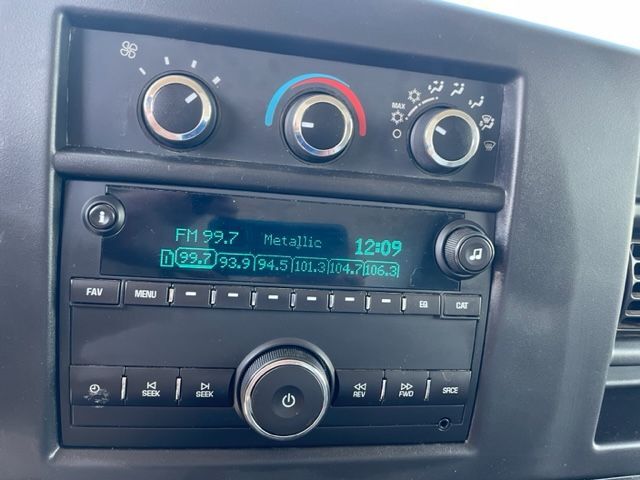 MAX
FM 99.7 Metallic 12:09
1 99.7 93.9 94.5 101.3 104.7 106.3
FAV MENU EQ CAT
SEEK SEEK REV FWD SRCE